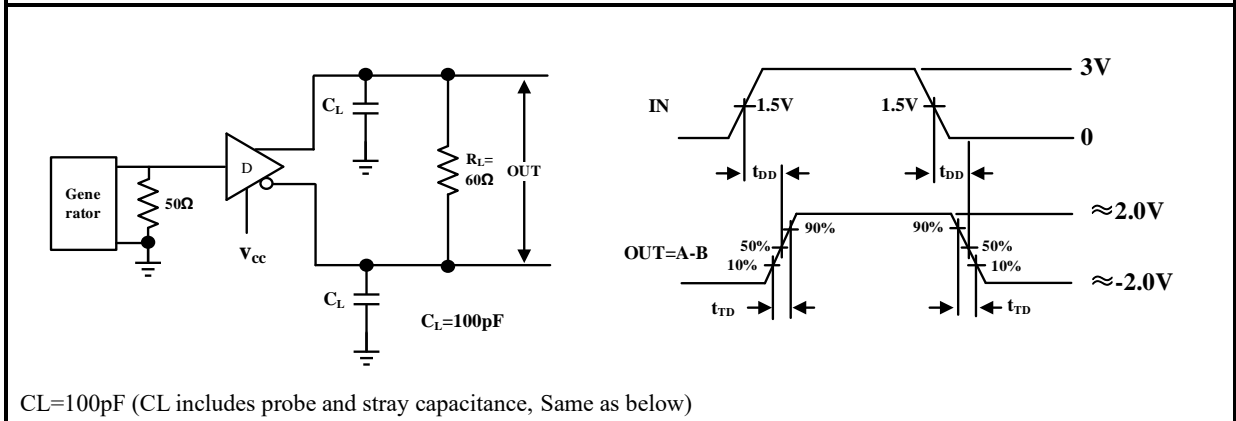 Gene
rator
50Ω
D
vcc
CL
CL
CL=100pF
RL=
60Ω
OUT
IN
1.5V
1.5V
3V
0
tDD
tDD
OUT=A-B
90%
50%
10%
90%
50%
10%
≈2.0V
≈-2.0V
tTD
tTD
CL=100pF (CL includes probe and stray capacitance, Same as below)